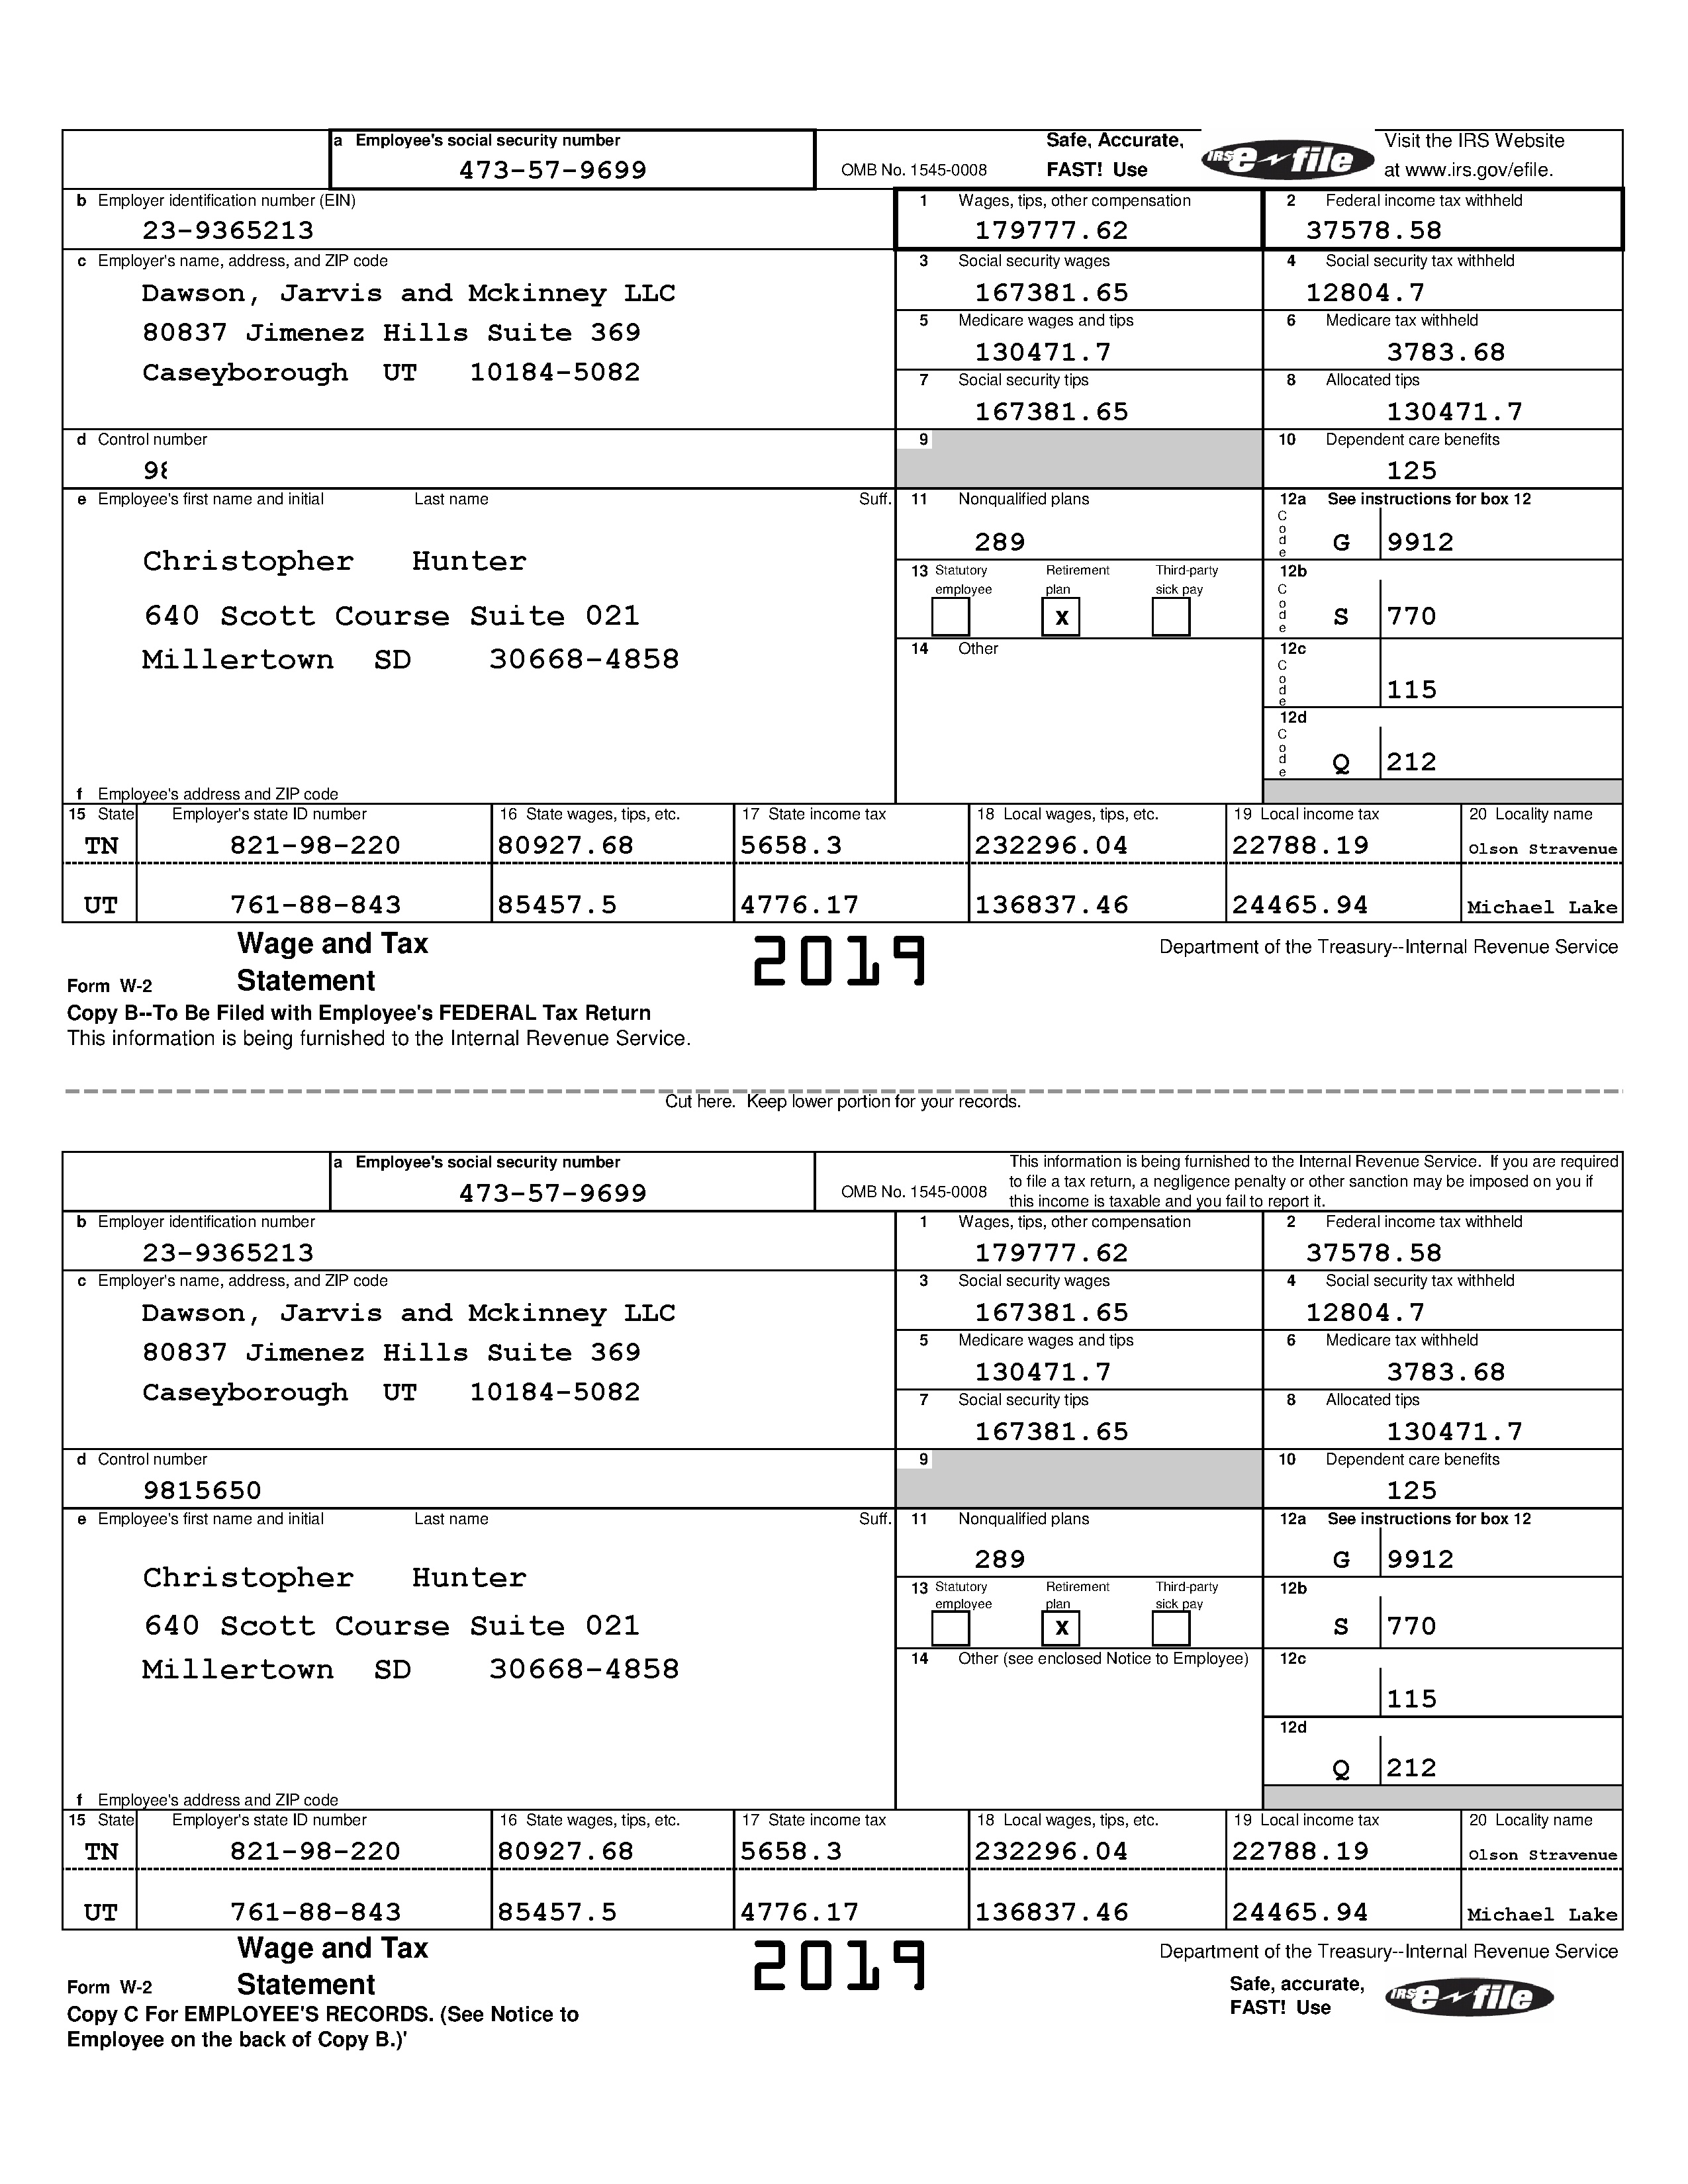 a Employee's social security number
473-57-9699
OMB No. 1545-0008
Safe, Accurate,
FAST! Use
IRS e-file
Visit the IRS Website
at www.irs.gov/efile.
b Employer identification number (EIN)
23-9365213
1 Wages, tips, other compensation
179777.62
2 Federal income tax withheld
37578.58
c Employer's name, address, and ZIP code
Dawson, Jarvis and Mckinney LLC
80837 Jimenez Hills Suite 369
Caseyborough UT 10184-5082
3 Social security wages
167381.65
4 Social security tax withheld
12804.7
5 Medicare wages and tips
130471.7
6 Medicare tax withheld
3783.68
7 Social security tips
167381.65
8 Allocated tips
130471.7
d Control number
9
10 Dependent care benefits
125
e Employee's first name and initial Last name Suff.
Christopher Hunter
640 Scott Course Suite 021
Millertown SD 30668-4858
11 Nonqualified plans
289
12a See instructions for box 12
Code G 9912
13 Statutory employee Retirement plan Third-party sick pay
X
12b
Code S 770
14 Other
12c
Code 115
12d
Code Q 212
f Employee's address and ZIP code
15 State Employer's state ID number 16 State wages, tips, etc. 17 State income tax 18 Local wages, tips, etc. 19 Local income tax 20 Locality name
TN 821-98-220 80927.68 5658.3 232296.04 22788.19 Olson Stravenue
UT 761-88-843 85457.5 4776.17 136837.46 24465.94 Michael Lake
Form W-2 Wage and Tax Statement
2019
Department of the Treasury--Internal Revenue Service
Copy B--To Be Filed with Employee's FEDERAL Tax Return
This information is being furnished to the Internal Revenue Service.
Cut here. Keep lower portion for your records.
a Employee's social security number
473-57-9699
OMB No. 1545-0008
This information is being furnished to the Internal Revenue Service. If you are required
to file a tax return, a negligence penalty or other sanction may be imposed on you if
this income is taxable and you fail to report it.
b Employer identification number
23-9365213
1 Wages, tips, other compensation
179777.62
2 Federal income tax withheld
37578.58
c Employer's name, address, and ZIP code
Dawson, Jarvis and Mckinney LLC
80837 Jimenez Hills Suite 369
Caseyborough UT 10184-5082
3 Social security wages
167381.65
4 Social security tax withheld
12804.7
5 Medicare wages and tips
130471.7
6 Medicare tax withheld
3783.68
7 Social security tips
167381.65
8 Allocated tips
130471.7
d Control number
9815650
9
10 Dependent care benefits
125
e Employee's first name and initial Last name Suff.
Christopher Hunter
640 Scott Course Suite 021
Millertown SD 30668-4858
11 Nonqualified plans
289
12a See instructions for box 12
G 9912
13 Statutory employee Retirement plan Third-party sick pay
X
12b
S 770
14 Other (see enclosed Notice to Employee)
12c
115
12d
Q 212
f Employee's address and ZIP code
15 State Employer's state ID number 16 State wages, tips, etc. 17 State income tax 18 Local wages, tips, etc. 19 Local income tax 20 Locality name
TN 821-98-220 80927.68 5658.3 232296.04 22788.19 Olson Stravenue
UT 761-88-843 85457.5 4776.17 136837.46 24465.94 Michael Lake
Form W-2 Wage and Tax Statement
2019
Department of the Treasury--Internal Revenue Service
Safe, accurate,
FAST! Use
IRS e-file
Copy C For EMPLOYEE'S RECORDS. (See Notice to
Employee on the back of Copy B.)'